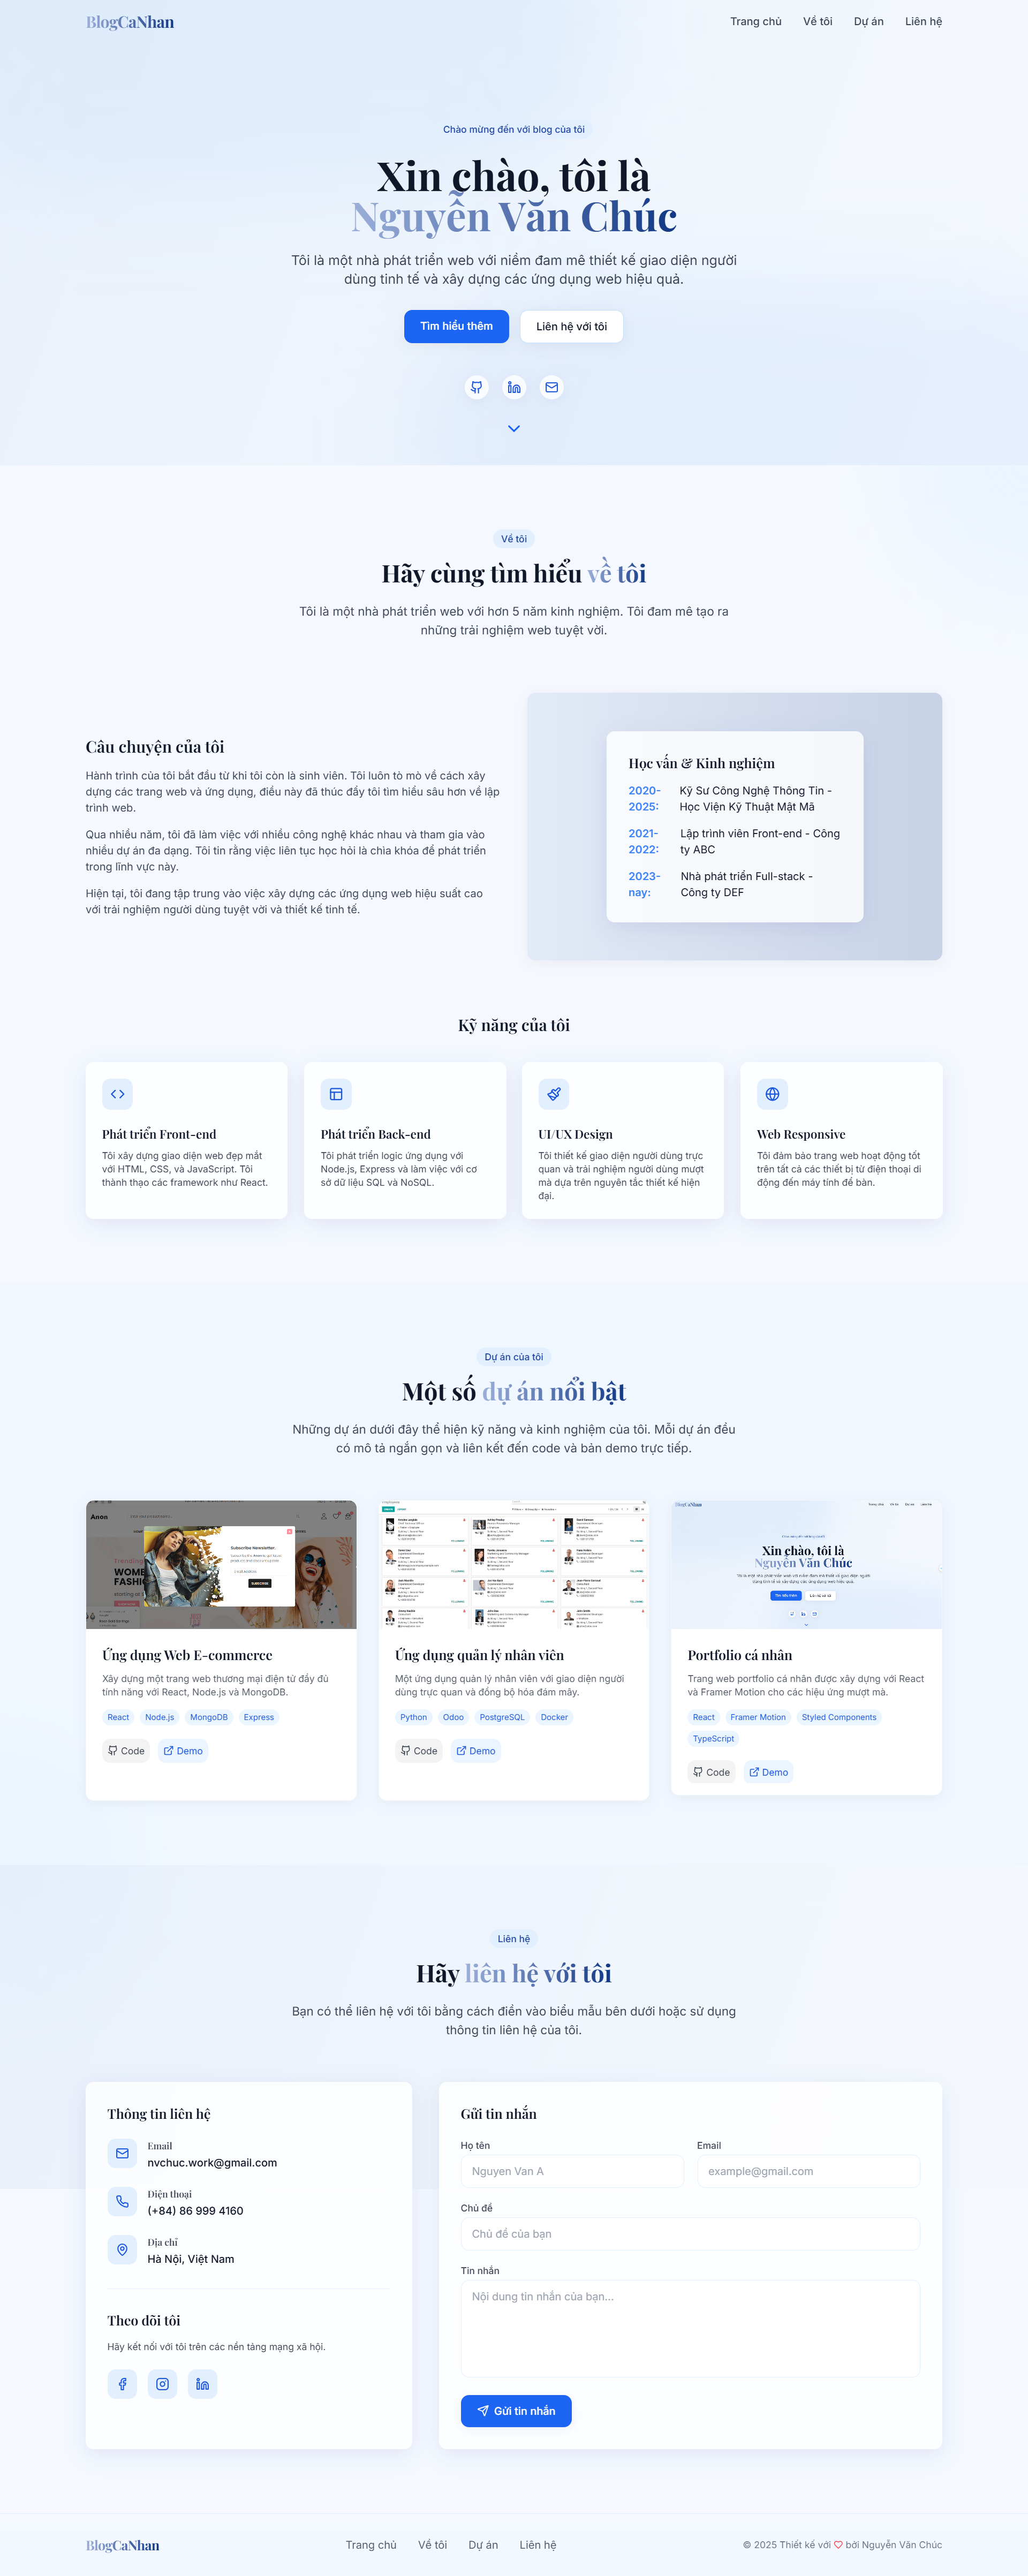 BlogCaNhan
Trang chủ Về tôi Dự án Liên hệ
Chào mừng đến với blog của tôi
Xin chào, tôi là
Nguyễn Văn Chúc
Tôi là một nhà phát triển web với niềm đam mê thiết kế giao diện người
dùng tinh tế và xây dựng các ứng dụng web hiệu quả.
Tìm hiểu thêm
Liên hệ với tôi
Về tôi
Hãy cùng tìm hiểu về tôi
Tôi là một nhà phát triển web với hơn 5 năm kinh nghiệm. Tôi đam mê tạo ra
những trải nghiệm web tuyệt vời.
Câu chuyện của tôi
Hành trình của tôi bắt đầu từ khi tôi còn là sinh viên. Tôi luôn tò mò về cách xây
dựng các trang web và ứng dụng, điều này đã thúc đẩy tôi tìm hiểu sâu hơn về lập
trình web.
Qua nhiều năm, tôi đã làm việc với nhiều công nghệ khác nhau và tham gia vào
nhiều dự án đa dạng. Tôi tin rằng việc liên tục học hỏi là chìa khóa để phát triển
trong lĩnh vực này.
Hiện tại, tôi đang tập trung vào việc xây dựng các ứng dụng web hiệu suất cao
với trải nghiệm người dùng tuyệt vời và thiết kế tinh tế.
Học vấn & Kinh nghiệm
2020-
2025:
Kỹ Sư Công Nghệ Thông Tin -
Học Viện Kỹ Thuật Mật Mã
2021-
2022:
Lập trình viên Front-end - Công
ty ABC
2023-
nay:
Nhà phát triển Full-stack -
Công ty DEF
Kỹ năng của tôi
Phát triển Front-end
Tôi xây dựng giao diện web đẹp mắt
với HTML, CSS, và JavaScript. Tôi
thành thạo các framework như React.
Phát triển Back-end
Tôi phát triển logic ứng dụng với
Node.js, Express và làm việc với cơ
sở dữ liệu SQL và NoSQL.
UI/UX Design
Tôi thiết kế giao diện người dùng trực
quan và trải nghiệm người dùng mượt
mà dựa trên nguyên tắc thiết kế hiện
đại.
Web Responsive
Tôi đảm bảo trang web hoạt động tốt
trên tất cả các thiết bị từ điện thoại di
động đến máy tính để bàn.
Dự án của tôi
Một số dự án nổi bật
Những dự án dưới đây thể hiện kỹ năng và kinh nghiệm của tôi. Mỗi dự án đều
có mô tả ngắn gọn và liên kết đến code và bản demo trực tiếp.
Anon
Subscribe Newsletter
Xin chào, tôi là
Nguyễn Văn Chúc
Ứng dụng Web E-commerce
Xây dựng một trang web thương mại điện tử đầy đủ
tính năng với React, Node.js và MongoDB.
React Node.js MongoDB Express
Code Demo
Ứng dụng quản lý nhân viên
Một ứng dụng quản lý nhân viên với giao diện người
dùng trực quan và đồng bộ hóa đám mây.
Python Odoo PostgreSQL Docker
Code Demo
Portfolio cá nhân
Trang web portfolio cá nhân được xây dựng với React
và Framer Motion cho các hiệu ứng mượt mà.
React Framer Motion Styled Components
TypeScript
Code Demo
Liên hệ
Hãy liên hệ với tôi
Bạn có thể liên hệ với tôi bằng cách điền vào biểu mẫu bên dưới hoặc sử dụng
thông tin liên hệ của tôi.
Thông tin liên hệ
Email
nvchuc.work@gmail.com
Điện thoại
(+84) 86 999 4160
Địa chỉ
Hà Nội, Việt Nam
Theo dõi tôi
Hãy kết nối với tôi trên các nền tảng mạng xã hội.
Gửi tin nhắn
Họ tên
Nguyen Van A
Email
example@gmail.com
Chủ đề
Chủ đề của bạn
Tin nhắn
Nội dung tin nhắn của bạn...
Gửi tin nhắn
BlogCaNhan
Trang chủ Về tôi Dự án Liên hệ
© 2025 Thiết kế với ♡ bởi Nguyễn Văn Chúc